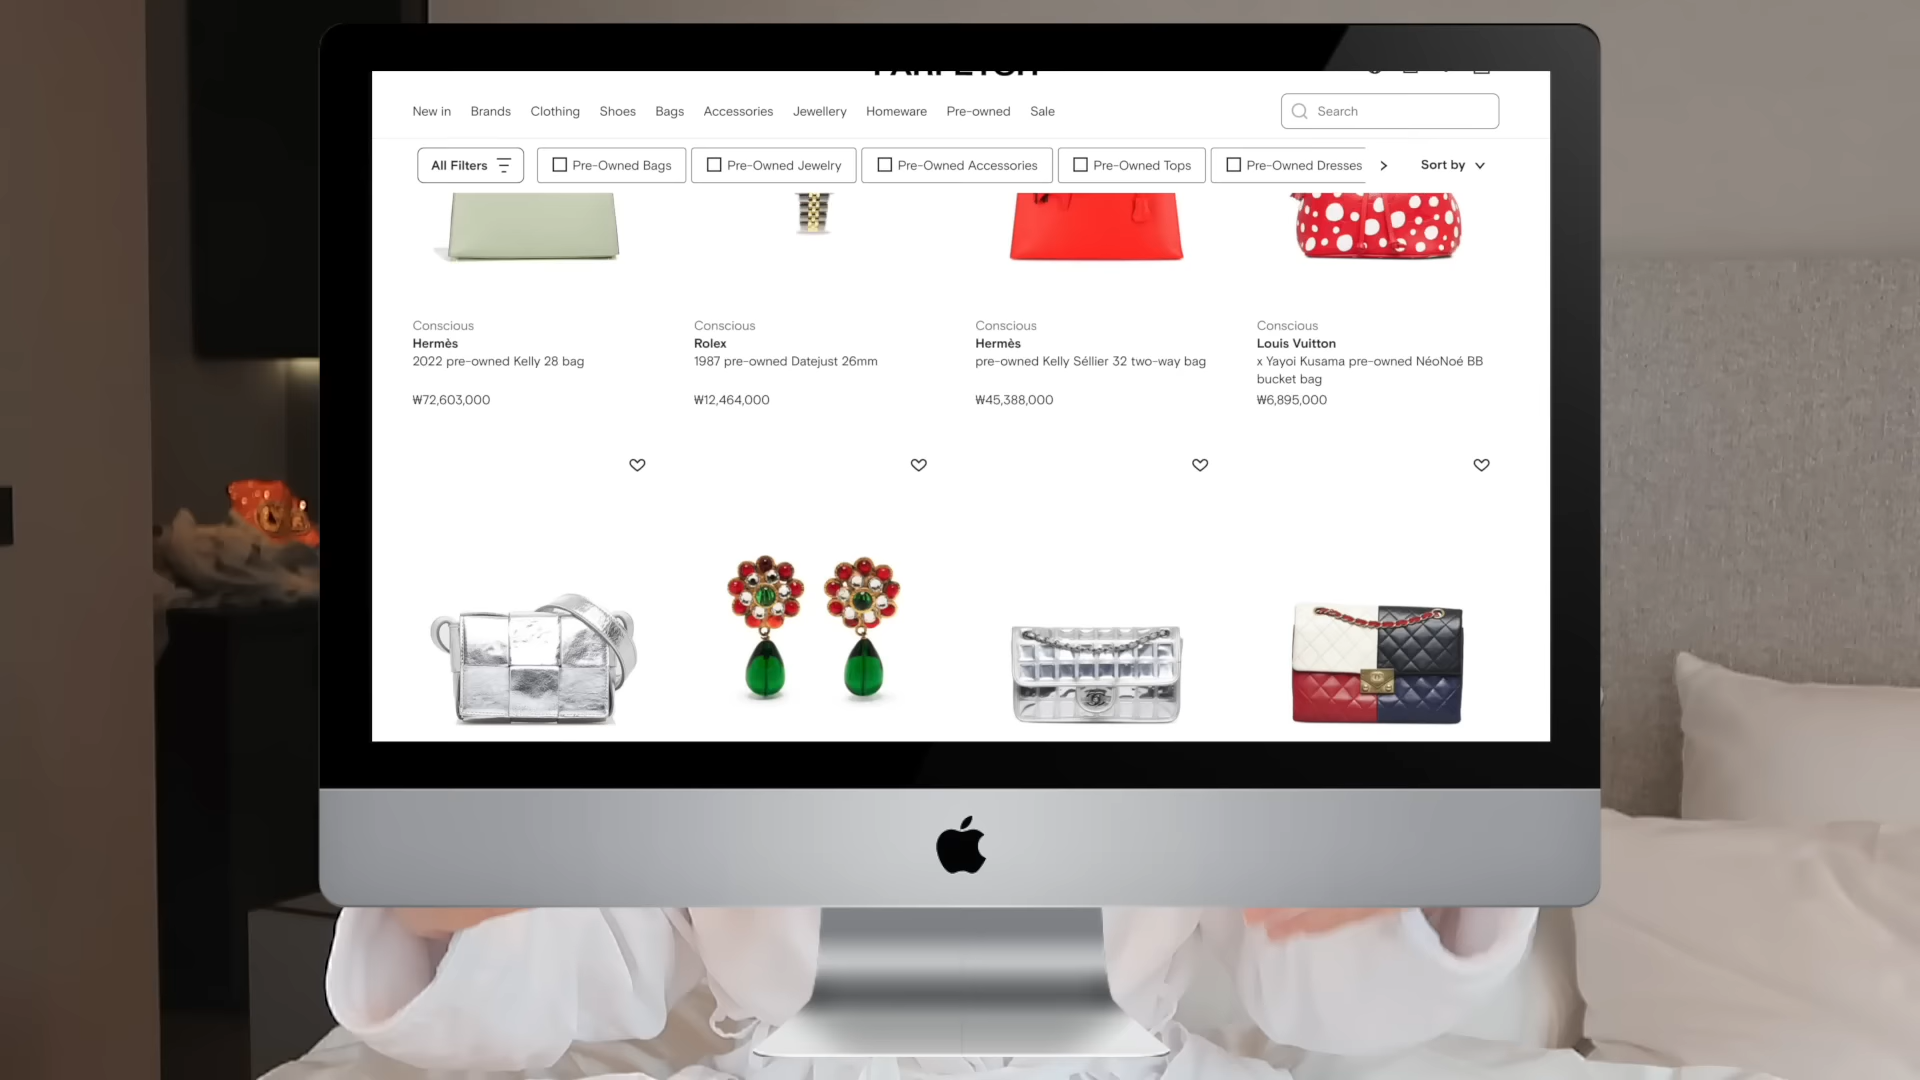 New in Brands Clothing Shoes Bags Accessories Jewellery Homeware Pre-owned Sale
Search
All Filters Pre-Owned Bags Pre-Owned Jewelry Pre-Owned Accessories Pre-Owned Tops Pre-Owned Dresses Sort by
Conscious
Hermès
2022 pre-owned Kelly 28 bag
₩72,603,000
Conscious
Rolex
1987 pre-owned Datejust 26mm
₩12,464,000
Conscious
Hermès
pre-owned Kelly Séllier 32 two-way bag
₩45,388,000
Conscious
Louis Vuitton
x Yayoi Kusama pre-owned NéoNoé BB
bucket bag
₩6,895,000